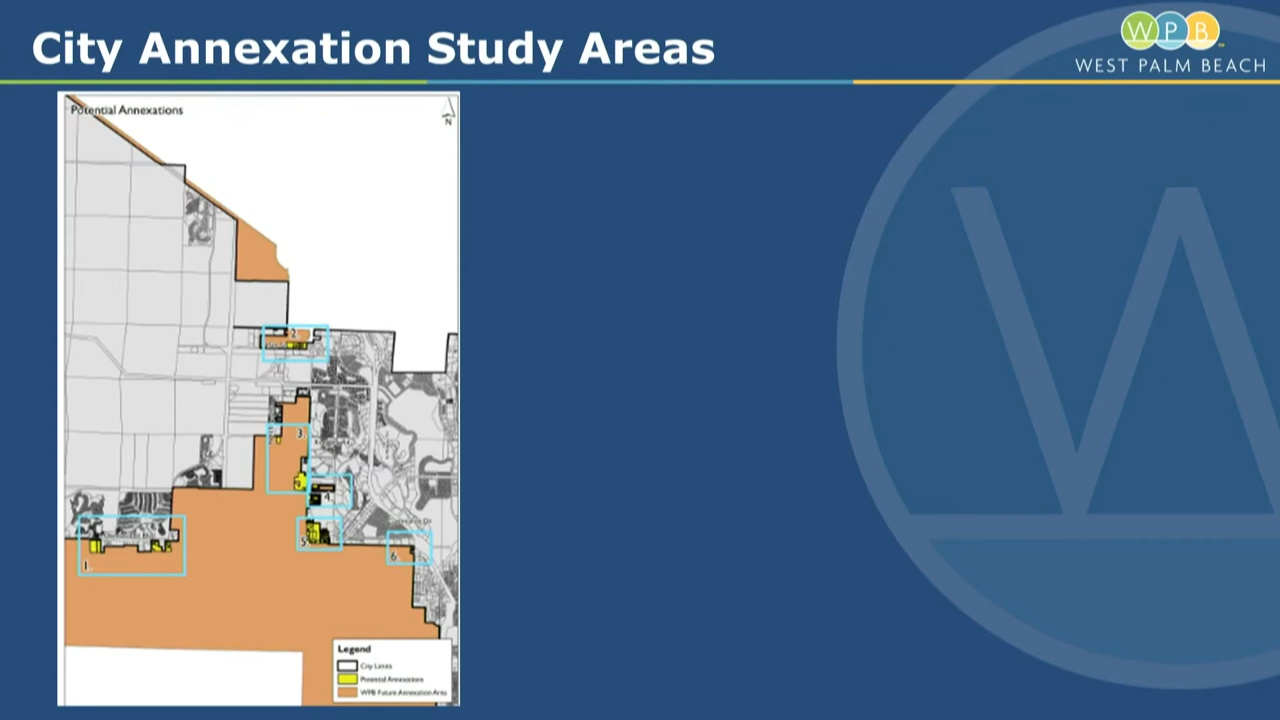 City Annexation Study Areas
WPB
WEST PALM BEACH
Potential Annexations
N
2
3
4
5
1
6
Legend
City Limits
Potential Annexations
WPB Future Annexation Area